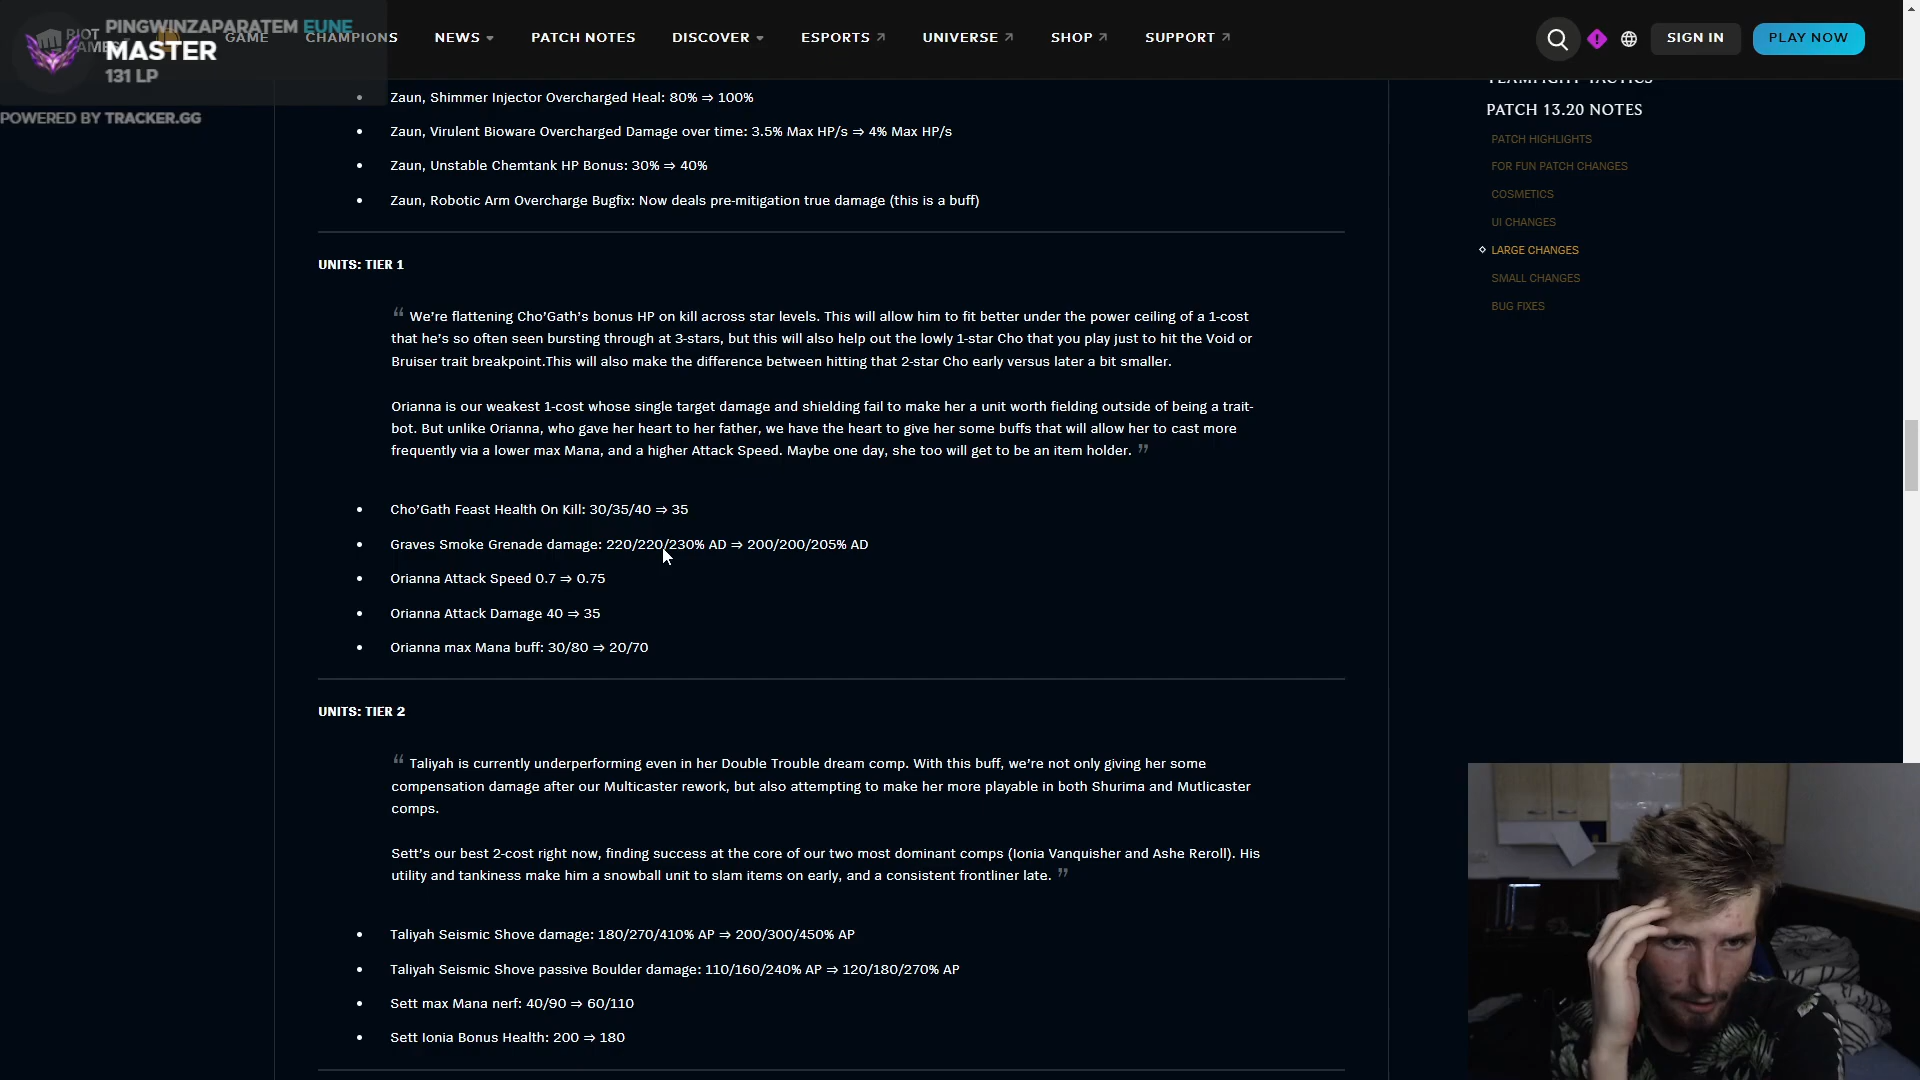 PINGWINZAPARATEM EUNE
MASTER
131 LP
POWERED BY TRACKER.GG
RIOT GAMES
GAME
CHAMPIONS
NEWS
PATCH NOTES
DISCOVER
ESPORTS
UNIVERSE
SHOP
SUPPORT
SIGN IN
PLAY NOW
Zaun, Shimmer Injector Overcharged Heal: 80% ⇒ 100%
Zaun, Virulent Bioware Overcharged Damage over time: 3.5% Max HP/s ⇒ 4% Max HP/s
Zaun, Unstable Chemtank HP Bonus: 30% ⇒ 40%
Zaun, Robotic Arm Overcharge Bugfix: Now deals pre-mitigation true damage (this is a buff)
UNITS: TIER 1
“ We’re flattening Cho’Gath’s bonus HP on kill across star levels. This will allow him to fit better under the power ceiling of a 1-cost
that he’s so often seen bursting through at 3-stars, but this will also help out the lowly 1-star Cho that you play just to hit the Void or
Bruiser trait breakpoint.This will also make the difference between hitting that 2-star Cho early versus later a bit smaller.
Orianna is our weakest 1-cost whose single target damage and shielding fail to make her a unit worth fielding outside of being a trait-
bot. But unlike Orianna, who gave her heart to her father, we have the heart to give her some buffs that will allow her to cast more
frequently via a lower max Mana, and a higher Attack Speed. Maybe one day, she too will get to be an item holder. ”
Cho’Gath Feast Health On Kill: 30/35/40 ⇒ 35
Graves Smoke Grenade damage: 220/220/230% AD ⇒ 200/200/205% AD
Orianna Attack Speed 0.7 ⇒ 0.75
Orianna Attack Damage 40 ⇒ 35
Orianna max Mana buff: 30/80 ⇒ 20/70
UNITS: TIER 2
“ Taliyah is currently underperforming even in her Double Trouble dream comp. With this buff, we’re not only giving her some
compensation damage after our Multicaster rework, but also attempting to make her more playable in both Shurima and Mutlicaster
comps.
Sett’s our best 2-cost right now, finding success at the core of our two most dominant comps (Ionia Vanquisher and Ashe Reroll). His
utility and tankiness make him a snowball unit to slam items on early, and a consistent frontliner late. ”
Taliyah Seismic Shove damage: 180/270/410% AP ⇒ 200/300/450% AP
Taliyah Seismic Shove passive Boulder damage: 110/160/240% AP ⇒ 120/180/270% AP
Sett max Mana nerf: 40/90 ⇒ 60/110
Sett Ionia Bonus Health: 200 ⇒ 180
TEAMFIGHT TACTICS
PATCH 13.20 NOTES
PATCH HIGHLIGHTS
FOR FUN PATCH CHANGES
COSMETICS
UI CHANGES
LARGE CHANGES
SMALL CHANGES
BUG FIXES